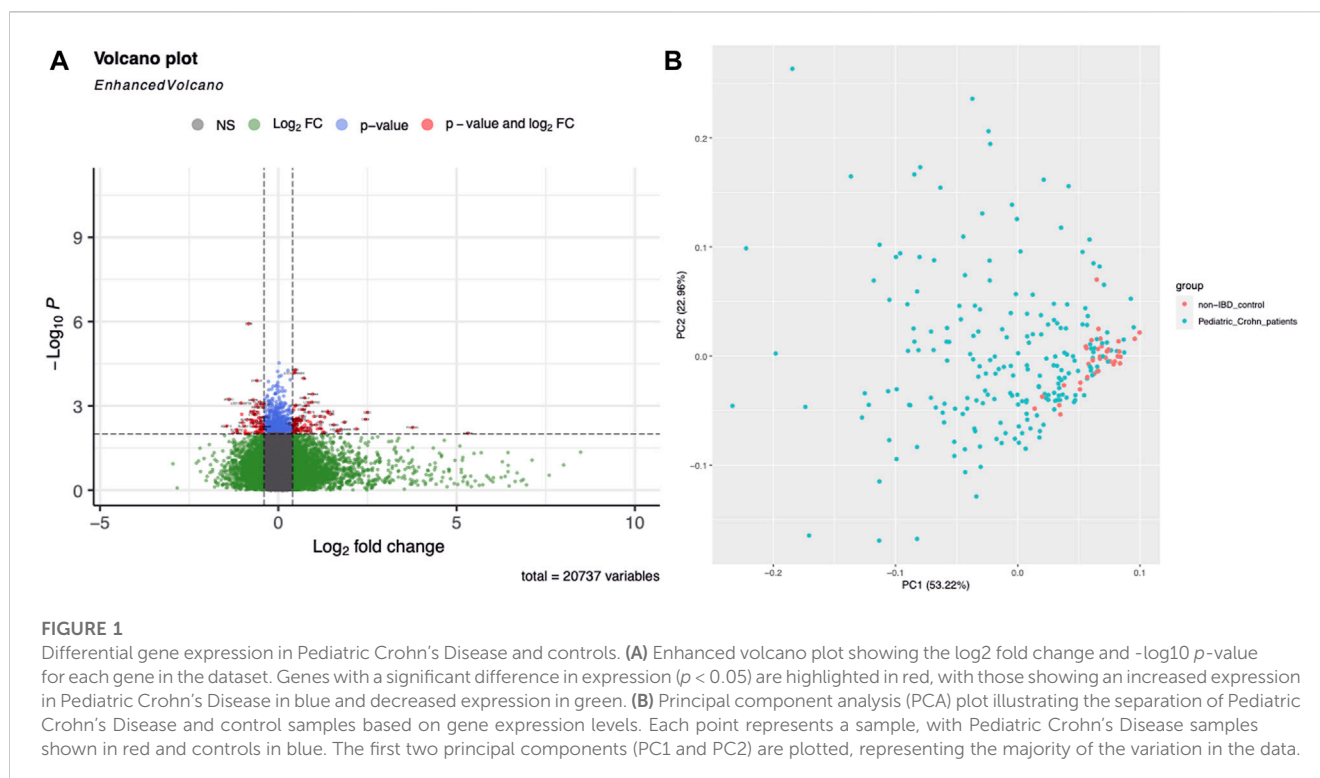 A
Volcano plot
EnhancedVolcano
NS Log2 FC p-value p – value and log2 FC
9
6
3
0
−Log10 P
−5 0 5 10
Log2 fold change
total = 20737 variables
B
0.2
0.1
0.0
−0.1
PC2 (22.96%)
−0.2 −0.1 0.0 0.1
PC1 (53.22%)
group
non-IBD_control
Pediatric_Crohn_patients
FIGURE 1
Differential gene expression in Pediatric Crohn's Disease and controls. (A) Enhanced volcano plot showing the log2 fold change and -log10 p-value
for each gene in the dataset. Genes with a significant difference in expression (p < 0.05) are highlighted in red, with those showing an increased expression
in Pediatric Crohn's Disease in blue and decreased expression in green. (B) Principal component analysis (PCA) plot illustrating the separation of Pediatric
Crohn's Disease and control samples based on gene expression levels. Each point represents a sample, with Pediatric Crohn's Disease samples
shown in red and controls in blue. The first two principal components (PC1 and PC2) are plotted, representing the majority of the variation in the data.